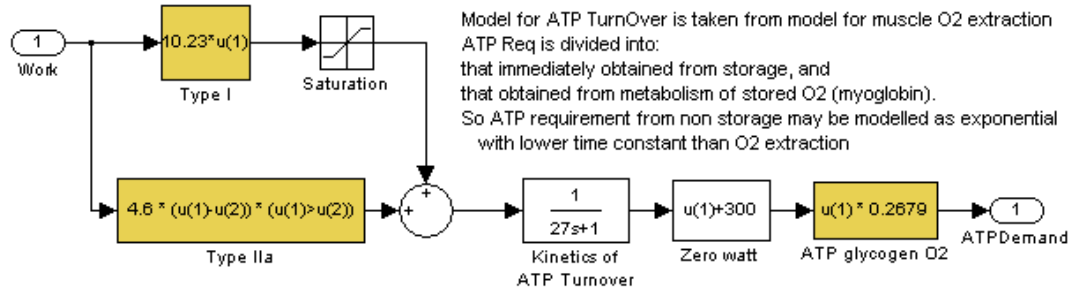 Model for ATP TurnOver is taken from model for muscle O2 extraction
ATP Req is divided into:
that immediately obtained from storage, and
that obtained from metabolism of stored O2 (myoglobin).
So ATP requirement from non storage may be modelled as exponential
with lower time constant than O2 extraction
1
Work
10.23*u(1)
Type I
Saturation
4.6 * (u(1)-u(2)) * (u(1)>u(2))
Type IIa
+
+
1
27s+1
Kinetics of
ATP Turnover
u(1)+300
Zero watt
u(1) * 0.2679
ATP glycogen O2
1
ATPDemand